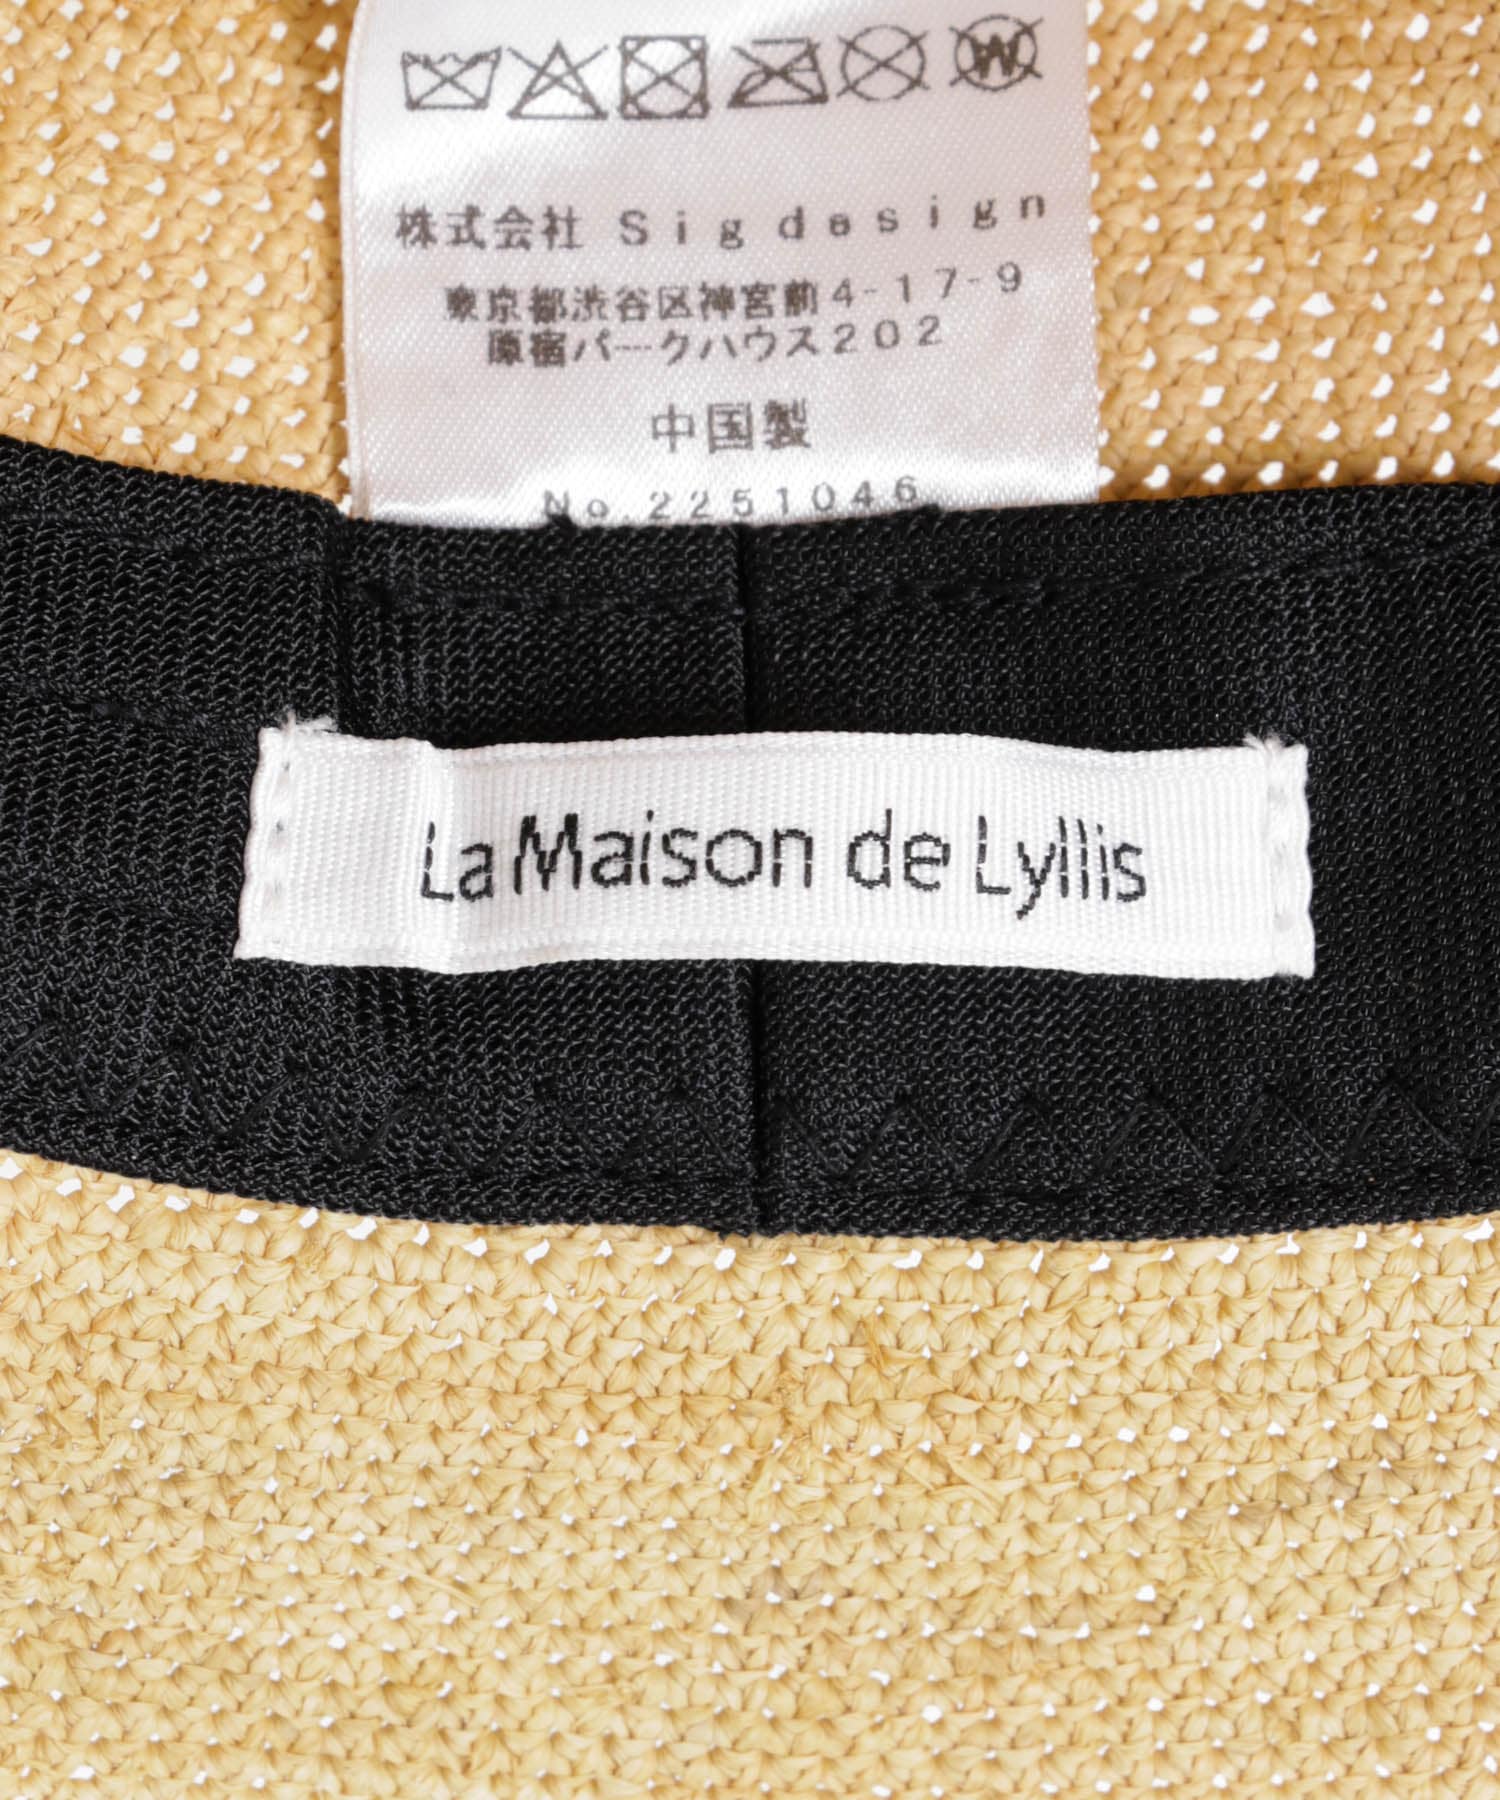 W
株式会社 Sigdesign
東京都渋谷区神宮前4-17-9
原宿パークハウス202
中国製
No.2251046
La Maison de Lyllis